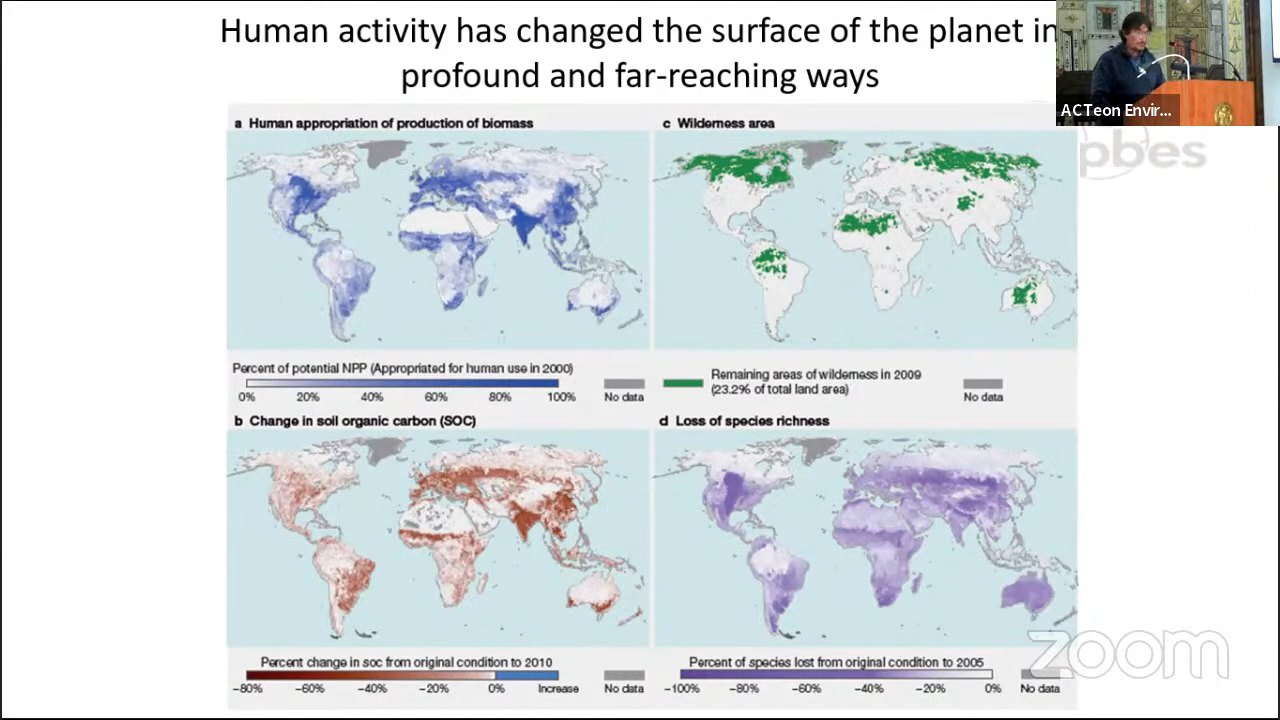 Human activity has changed the surface of the planet in
profound and far-reaching ways
ACTeon Envir...
pbes
a Human appropriation of production of biomass
Percent of potential NPP (Appropriated for human use in 2000)
0% 20% 40% 60% 80% 100% No data
c Wilderness area
Remaining areas of wilderness in 2009
(23.2% of total land area)
No data
b Change in soil organic carbon (SOC)
Percent change in soc from original condition to 2010
−80% −60% −40% −20% 0% Increase No data
d Loss of species richness
Percent of species lost from original condition to 2005
−100% −80% −60% −40% −20% 0% No data
zoom